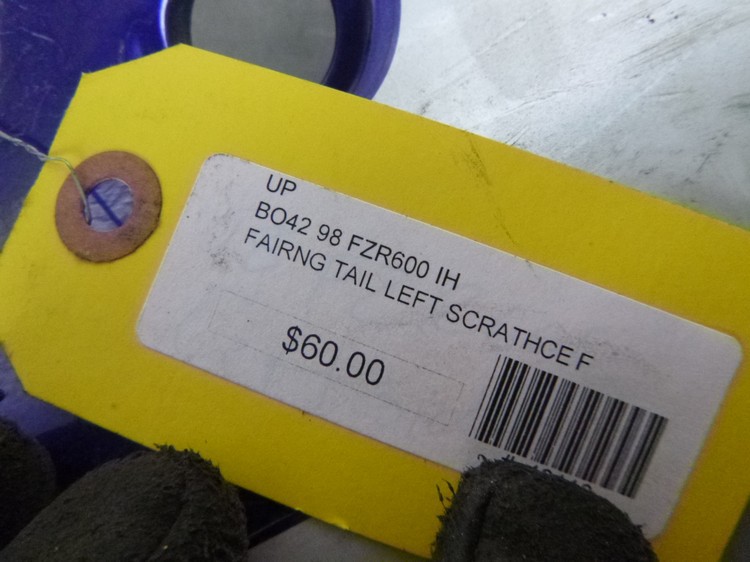 UP
BO42 98 FZR600 IH
FAIRNG TAIL LEFT SCRATHCE F
$60.00